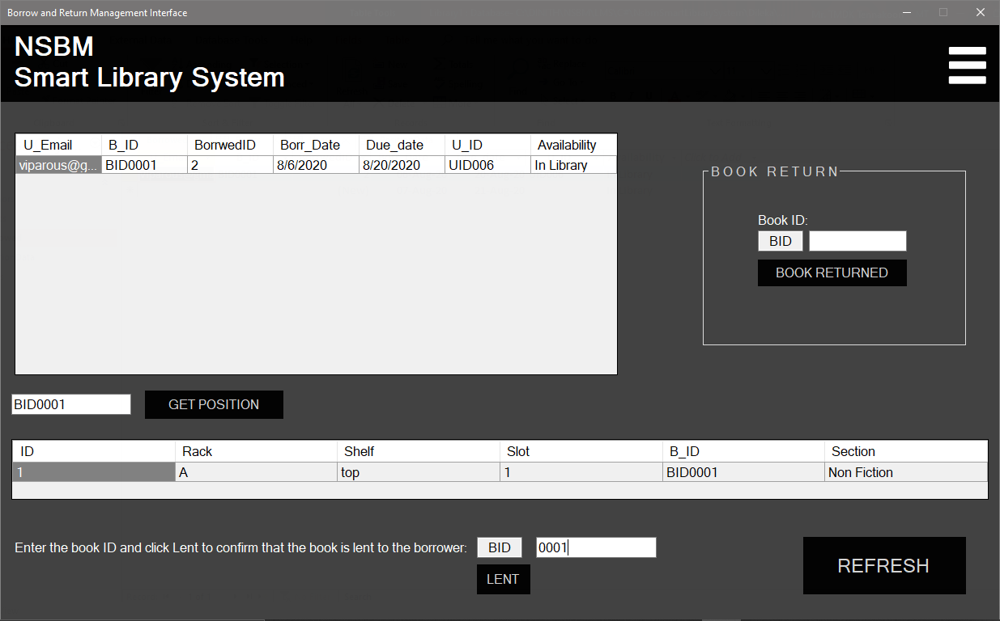 Borrow and Return Management Interface
NSBM
Smart Library System
U_Email B_ID BorrwedID Borr_Date Due_date U_ID Availability
viparous@g... BID0001 2 8/6/2020 8/20/2020 UID006 In Library
BOOK RETURN
Book ID:
BID
BOOK RETURNED
BID0001 GET POSITION
ID Rack Shelf Slot B_ID Section
1 A top 1 BID0001 Non Fiction
Enter the book ID and click Lent to confirm that the book is lent to the borrower: BID 0001
LENT
REFRESH